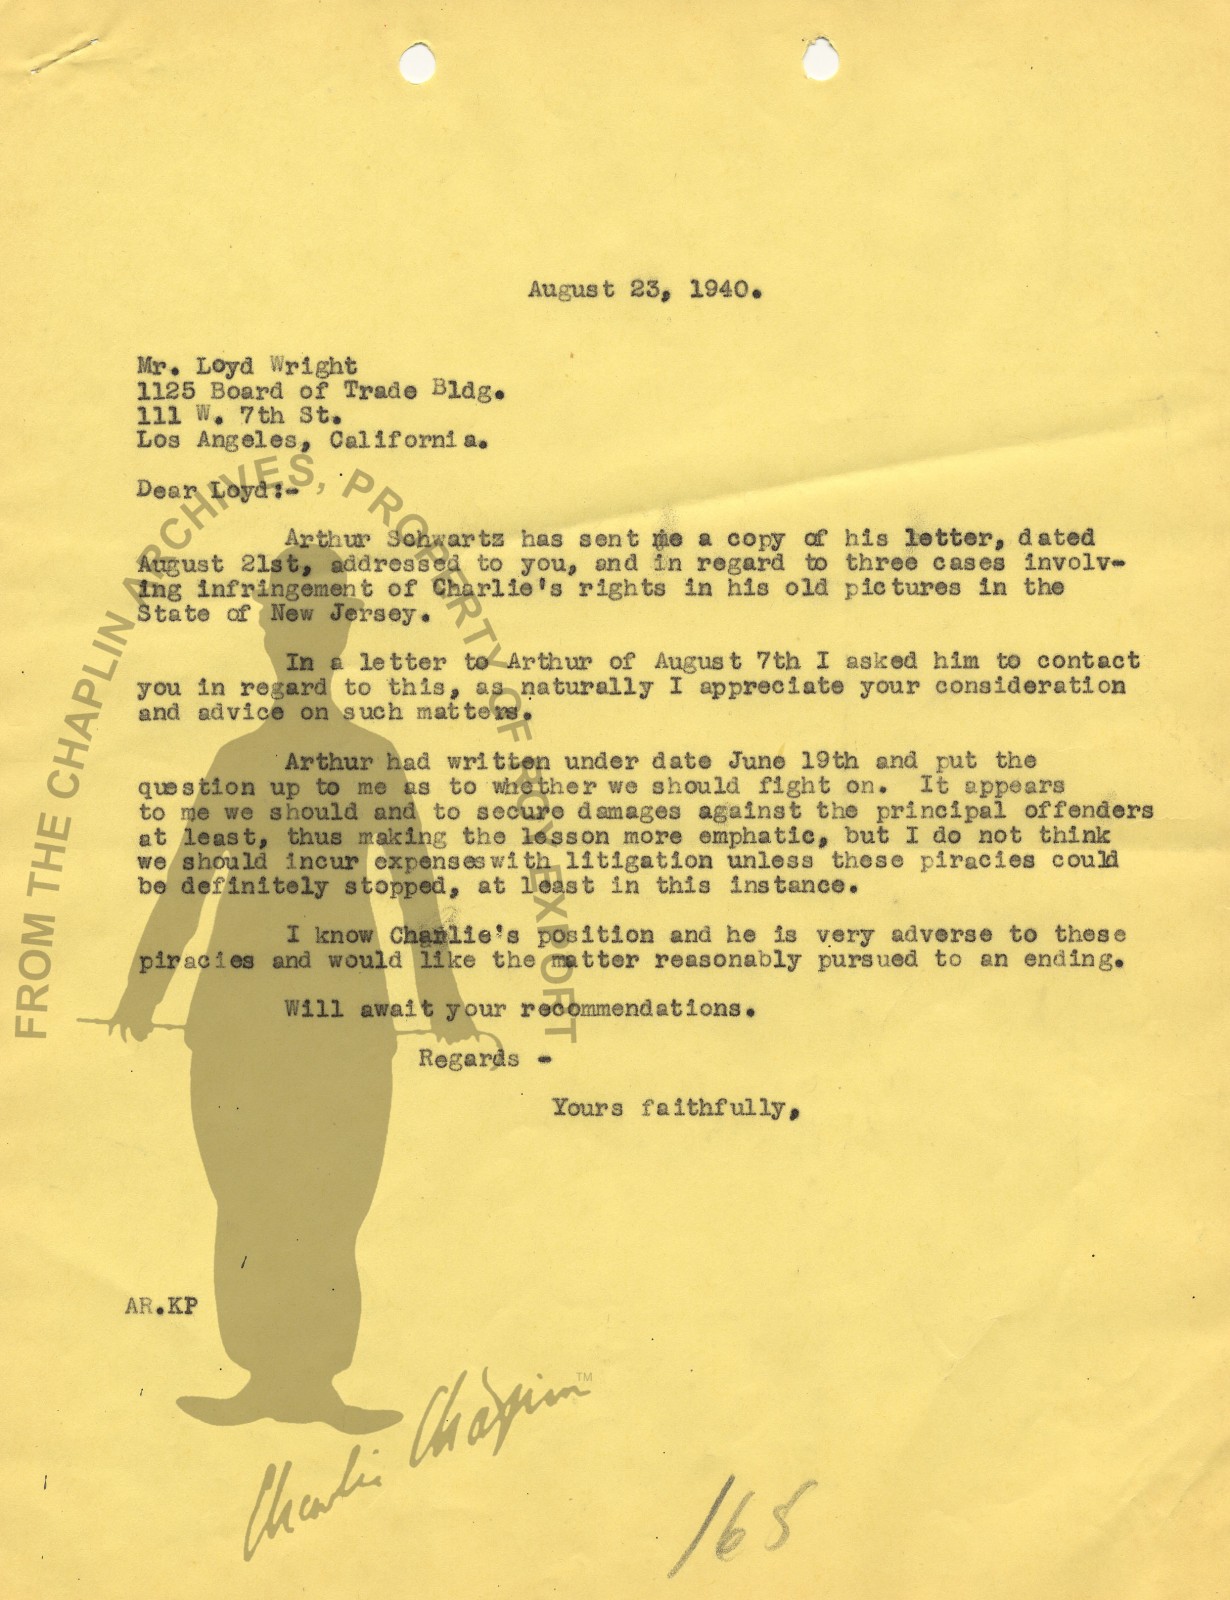 August 23, 1940.
Mr. Loyd Wright
1125 Board of Trade Bldg.
111 W. 7th St.
Los Angeles, California.
Dear Loyd:-
Arthur Schwartz has sent me a copy of his letter, dated
August 21st, addressed to you, and in regard to three cases involv-
ing infringement of Charlie's rights in his old pictures in the
State of New Jersey.
In a letter to Arthur of August 7th I asked him to contact
you in regard to this, as naturally I appreciate your consideration
and advice on such matters.
Arthur had written under date June 19th and put the
question up to me as to whether we should fight on. It appears
to me we should and to secure damages against the principal offenders
at least, thus making the lesson more emphatic, but I do not think
we should incur expenses with litigation unless these piracies could
be definitely stopped, at least in this instance.
I know Charlie's position and he is very adverse to these
piracies and would like the matter reasonably pursued to an ending.
Will await your recommendations.
Regards -
Yours faithfully,
AR.KP
FROM THE CHAPLIN ARCHIVES, PROPERTY OF ROY EXPORT
Charlie Chaplin™
168